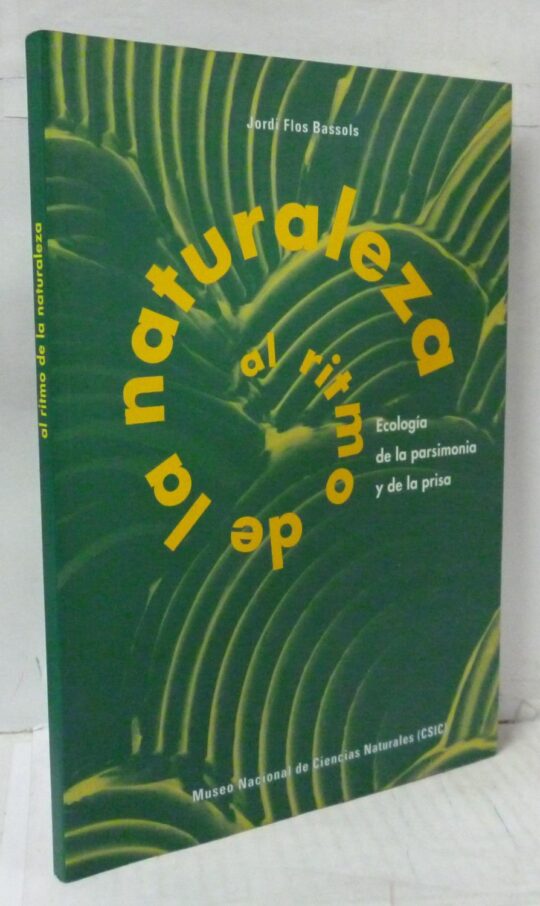 Jordi Flos Bassols
al ritmo de la naturaleza
Ecología
de la parsimonia
y de la prisa
Museo Nacional de Ciencias Naturales (CSIC)
al ritmo de la naturaleza